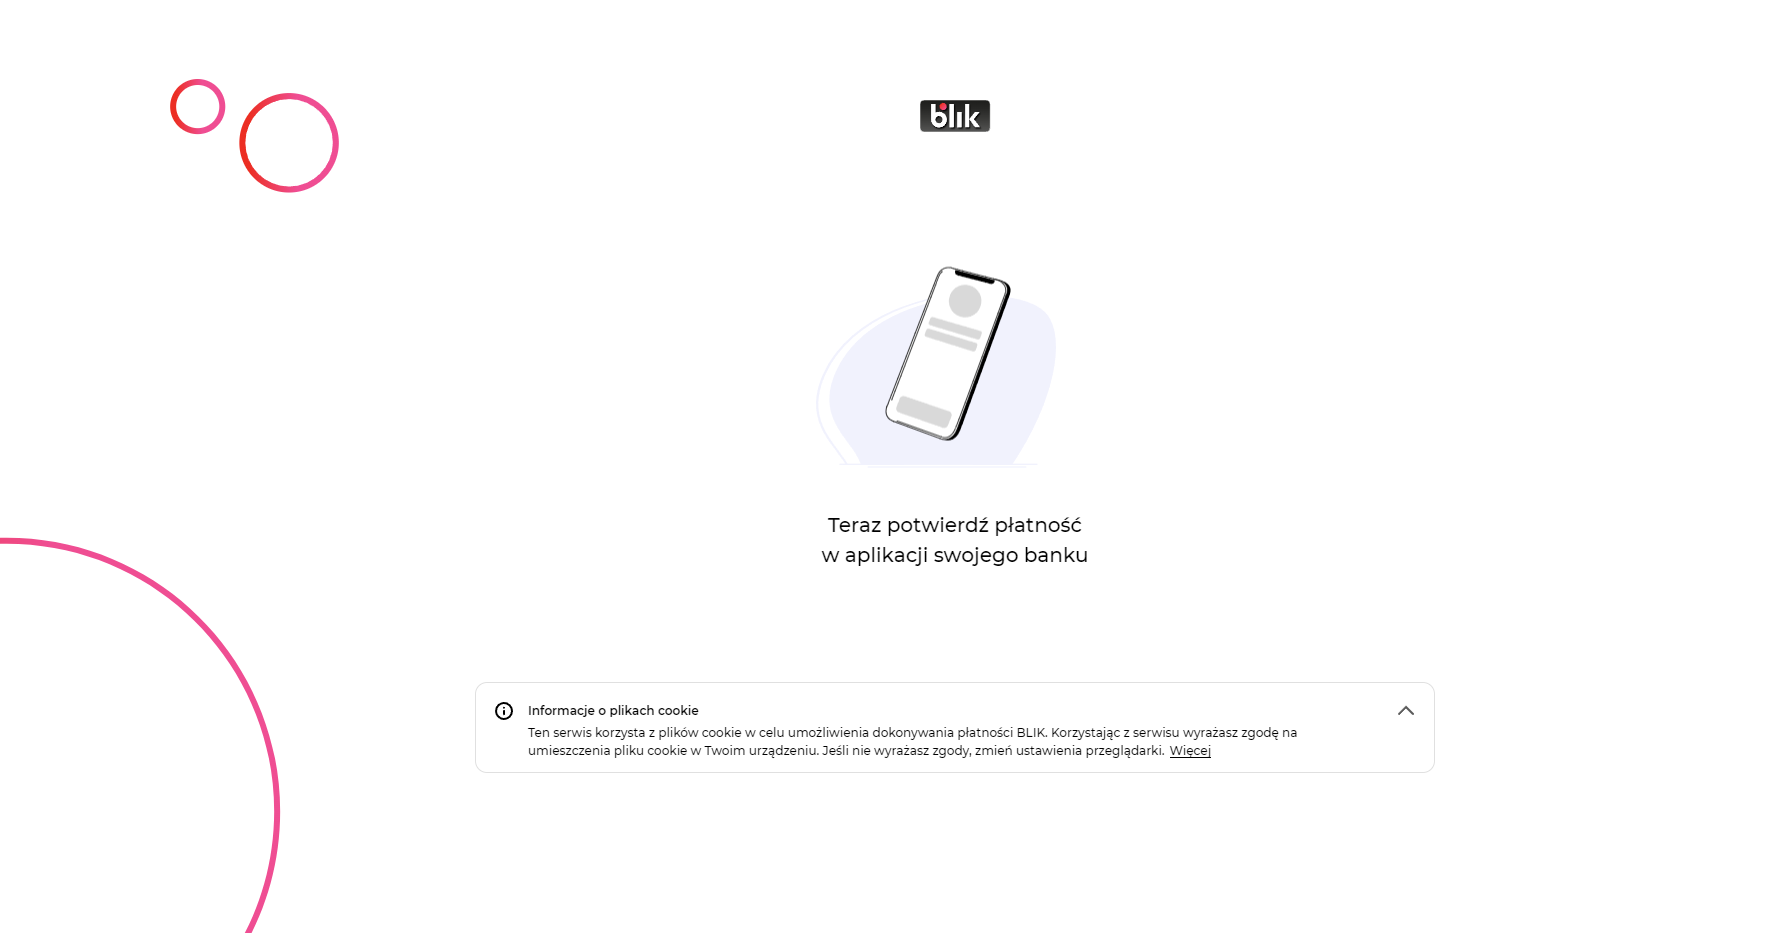 blik
Teraz potwierdź płatność
w aplikacji swojego banku
Informacje o plikach cookie
Ten serwis korzysta z plików cookie w celu umożliwienia dokonywania płatności BLIK. Korzystając z serwisu wyrażasz zgodę na
umieszczenia pliku cookie w Twoim urządzeniu. Jeśli nie wyrażasz zgody, zmień ustawienia przeglądarki. Więcej